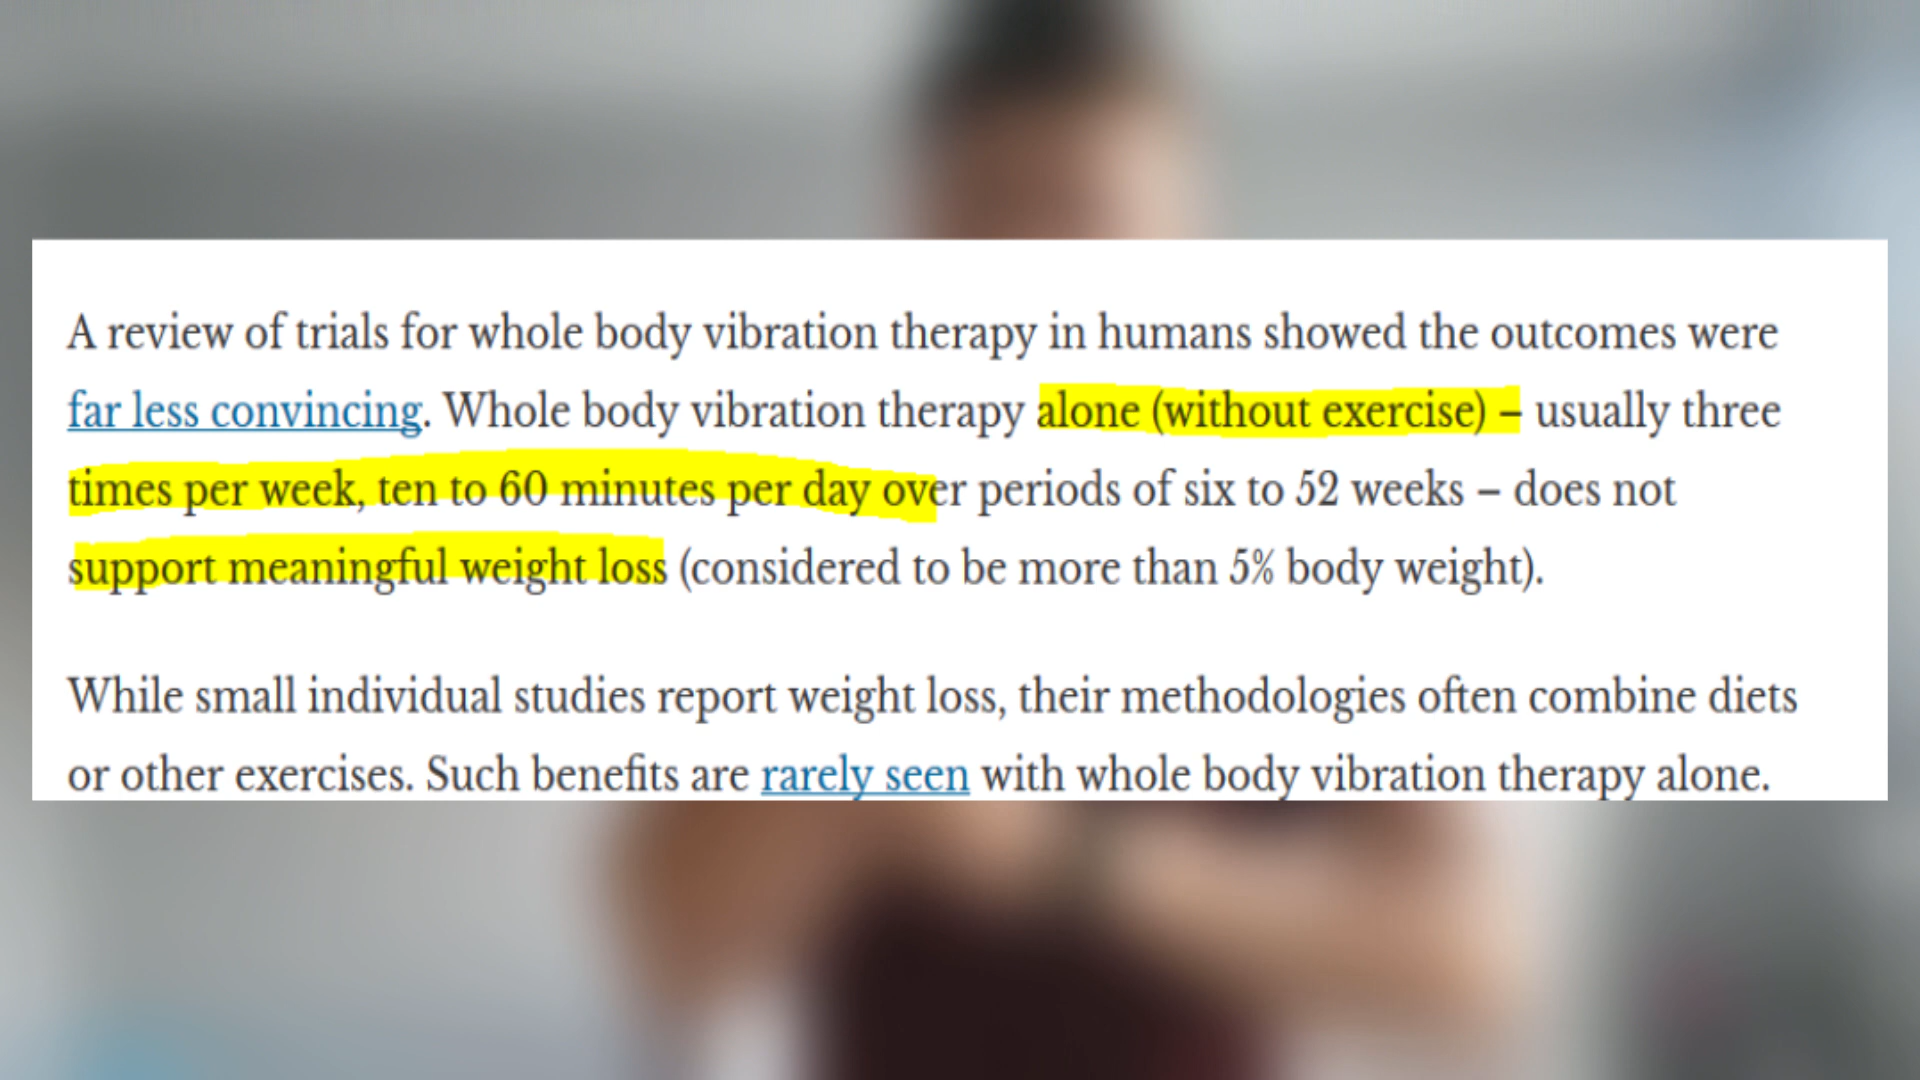 A review of trials for whole body vibration therapy in humans showed the outcomes were
far less convincing. Whole body vibration therapy alone (without exercise) – usually three
times per week, ten to 60 minutes per day over periods of six to 52 weeks – does not
support meaningful weight loss (considered to be more than 5% body weight).
While small individual studies report weight loss, their methodologies often combine diets
or other exercises. Such benefits are rarely seen with whole body vibration therapy alone.